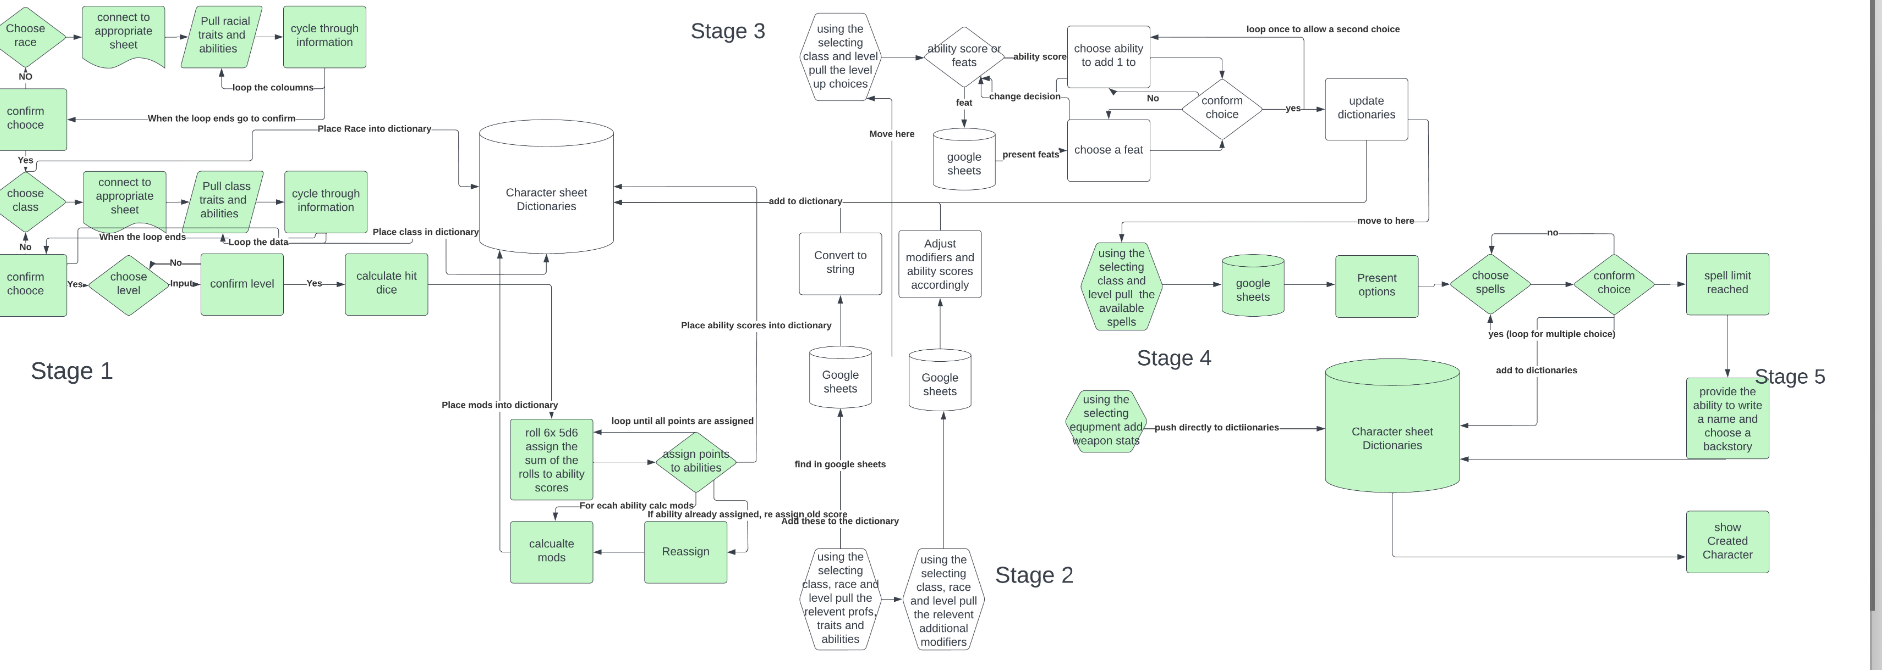 Choose
race
connect to
appropriate
sheet
Pull racial
traits and
abilities
cycle through
information
NO
loop the coloumns
confirm
chooce
When the loop ends go to confirm
Place Race into dictionary
Yes
choose
class
connect to
appropriate
sheet
Pull class
traits and
abilities
cycle through
information
When the loop ends
Loop the data
Place class in dictionary
No
confirm
chooce
Yes
choose
level
No
Input
confirm level
Yes
calculate hit
dice
Stage 1
Character sheet
Dictionaries
Place ability scores into dictionary
Place mods into dictionary
loop until all points are assigned
roll 6x 5d6
assign the
sum of the
rolls to ability
scores
assign points
to abilities
For ecah ability calc mods
If ability already assigned, re assign old score
calcualte
mods
Reassign
Stage 3
using the
selecting
class and level
pull the level
up choices
ability score or
feats
ability score
choose ability
to add 1 to
loop once to allow a second choice
change decision
No
conform
choice
yes
update
dictionaries
feat
Move here
google
sheets
present feats
choose a feat
add to dictionary
move to here
Convert to
string
Adjust
modifiers and
ability scores
accordingly
Google
sheets
Google
sheets
find in google sheets
Add these to the dictionary
using the
selecting
class, race and
level pull the
relevent profs,
traits and
abilities
using the
selecting
class, race
and level pull
the relevent
additional
modifiers
Stage 2
using the
selecting
class and
level pull the
available
spells
google
sheets
Present
options
no
choose
spells
conform
choice
spell limit
reached
yes (loop for multiple choice)
Stage 4
add to dictionaries
Stage 5
using the
selecting
equpment add
weapon stats
push directly to dictiionaries
Character sheet
Dictionaries
provide the
ability to write
a name and
choose a
backstory
show
Created
Character